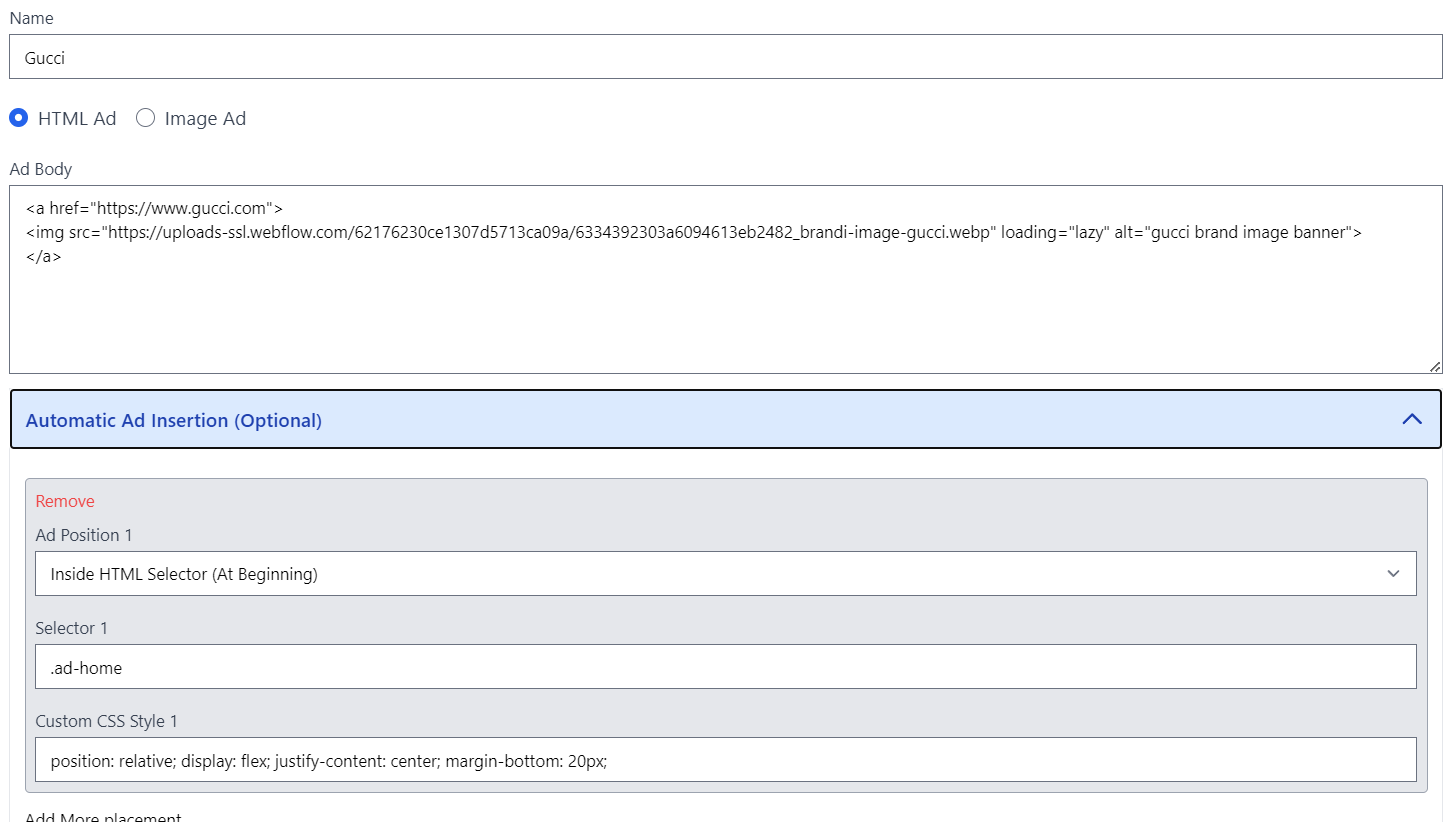 Name
Gucci
HTML Ad
Image Ad
Ad Body
<a href="https://www.gucci.com">
<img src="https://uploads-ssl.webflow.com/62176230ce1307d5713ca09a/6334392303a6094613eb2482_brandi-image-gucci.webp" loading="lazy" alt="gucci brand image banner">
</a>
Automatic Ad Insertion (Optional)
Remove
Ad Position 1
Inside HTML Selector (At Beginning)
Selector 1
.ad-home
Custom CSS Style 1
position: relative; display: flex; justify-content: center; margin-bottom: 20px;
Add More placement